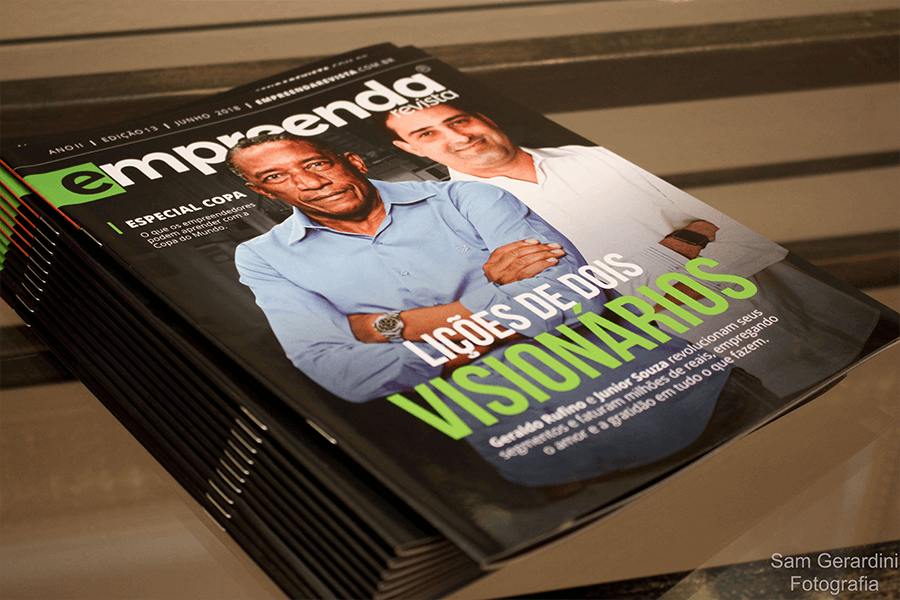 ANO II | EDIÇÃO 13 | JUNHO 2018 | EMPREENDAREVISTA.COM.BR
empreenda®
revista
ESPECIAL COPA
O que os empreendedores
podem aprender com a
Copa do Mundo.
LIÇÕES DE DOIS
VISIONÁRIOS
Geraldo Rufino e Junior Souza revolucionam seus
segmentos e faturam milhões de reais, empregando
o amor e a gratidão em tudo o que fazem.
Sam Gerardini
Fotografia